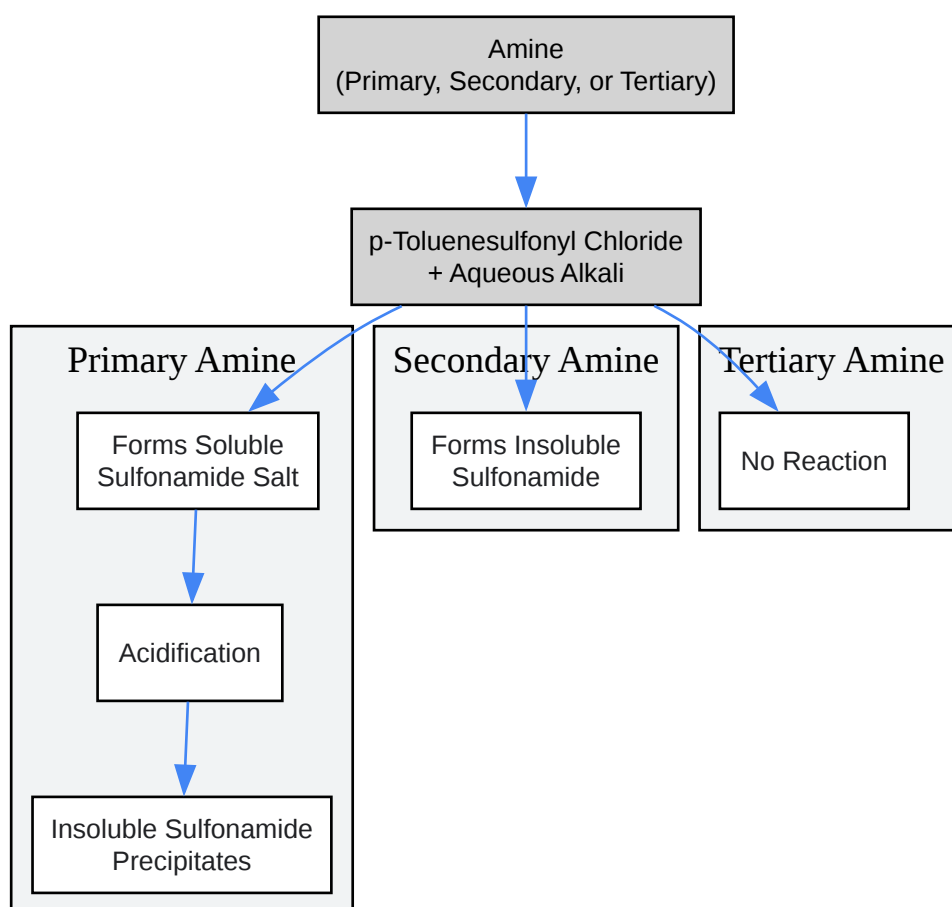 Amine
(Primary, Secondary, or Tertiary)
p-Toluenesulfonyl Chloride
+ Aqueous Alkali
Primary Amine
Forms Soluble
Sulfonamide Salt
Acidification
Insoluble Sulfonamide
Precipitates
Secondary Amine
Forms Insoluble
Sulfonamide
Tertiary Amine
No Reaction